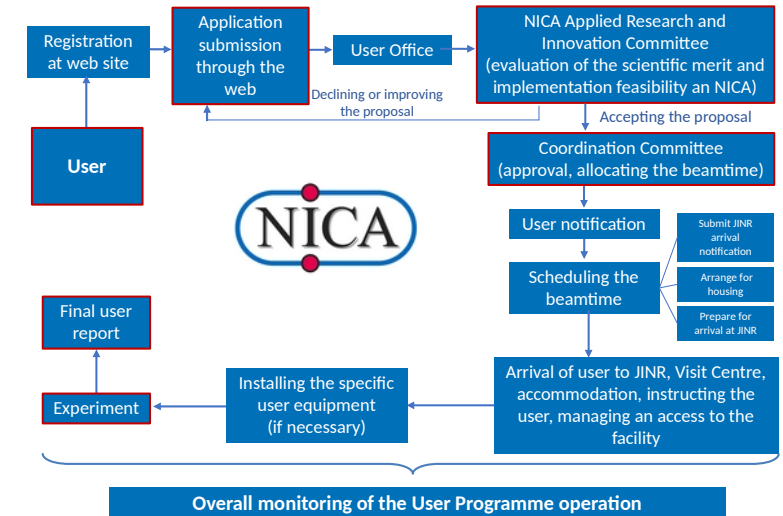 Registration
at web site
Application
submission
through the
web
User Office
NICA Applied Research and
Innovation Committee
(evaluation of the scientific merit and
implementation feasibility an NICA)
Declining or improving
the proposal
Accepting the proposal
User
Coordination Committee
(approval, allocating the beamtime)
NICA
User notification
Submit JINR
arrival
notification
Scheduling the
beamtime
Arrange for
housing
Prepare for
arrival at JINR
Final user
report
Arrival of user to JINR, Visit Centre,
accommodation, instructing the
user, managing an access to the
facility
Installing the specific
user equipment
(if necessary)
Experiment
Overall monitoring of the User Programme operation